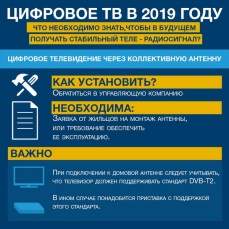 ЦИФРОВОЕ ТВ В 2019 ГОДУ
ЧТО НЕОБХОДИМО ЗНАТЬ,ЧТОБЫ В БУДУЩЕМ
ПОЛУЧАТЬ СТАБИЛЬНЫЙ ТЕЛЕ - РАДИОСИГНАЛ?
ЦИФРОВОЕ ТЕЛЕВИДЕНИЕ ЧЕРЕЗ КОЛЛЕКТИВНУЮ АНТЕННУ
КАК УСТАНОВИТЬ?
ОБРАТИТЬСЯ В УПРАВЛЯЮЩУЮ КОМПАНИЮ
НЕОБХОДИМА:
ЗАЯВКА ОТ ЖИЛЬЦОВ НА МОНТАЖ АНТЕННЫ,
ИЛИ ТРЕБОВАНИЕ ОБЕСПЕЧИТЬ
ЕЕ ЭКСПЛУАТАЦИЮ.
ВАЖНО
ПРИ ПОДКЛЮЧЕНИИ К ДОМОВОЙ АНТЕННЕ СЛЕДУЕТ УЧИТЫВАТЬ,
ЧТО ТЕЛЕВИЗОР ДОЛЖЕН ПОДДЕРЖИВАТЬ СТАНДАРТ DVB-T2.
В ИНОМ СЛУЧАЕ ПОНАДОБИТСЯ ПРИСТАВКА С ПОДДЕРЖКОЙ
ЭТОГО СТАНДАРТА.